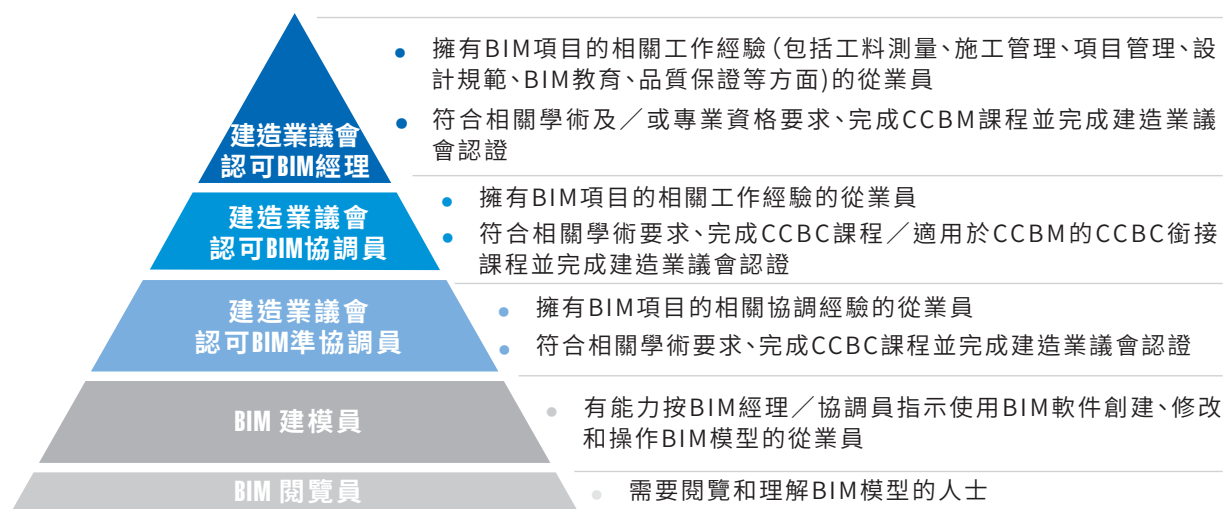 建造業議會
認可BIM經理
• 擁有BIM項目的相關工作經驗（包括工料測量、施工管理、項目管理、設
計規範、BIM教育、品質保證等方面)的從業員
• 符合相關學術及／或專業資格要求、完成CCBM課程並完成建造業議
會認證
建造業議會
認可BIM協調員
• 擁有BIM項目的相關工作經驗的從業員
• 符合相關學術要求、完成CCBC課程／適用於CCBM的CCBC銜接
課程並完成建造業議會認證
建造業議會
認可BIM準協調員
• 擁有BIM項目的相關協調經驗的從業員
• 符合相關學術要求、完成CCBC課程並完成建造業議會認證
BIM 建模員
• 有能力按BIM經理／協調員指示使用BIM軟件創建、修改
和操作BIM模型的從業員
BIM 閱覽員
• 需要閱覽和理解BIM模型的人士